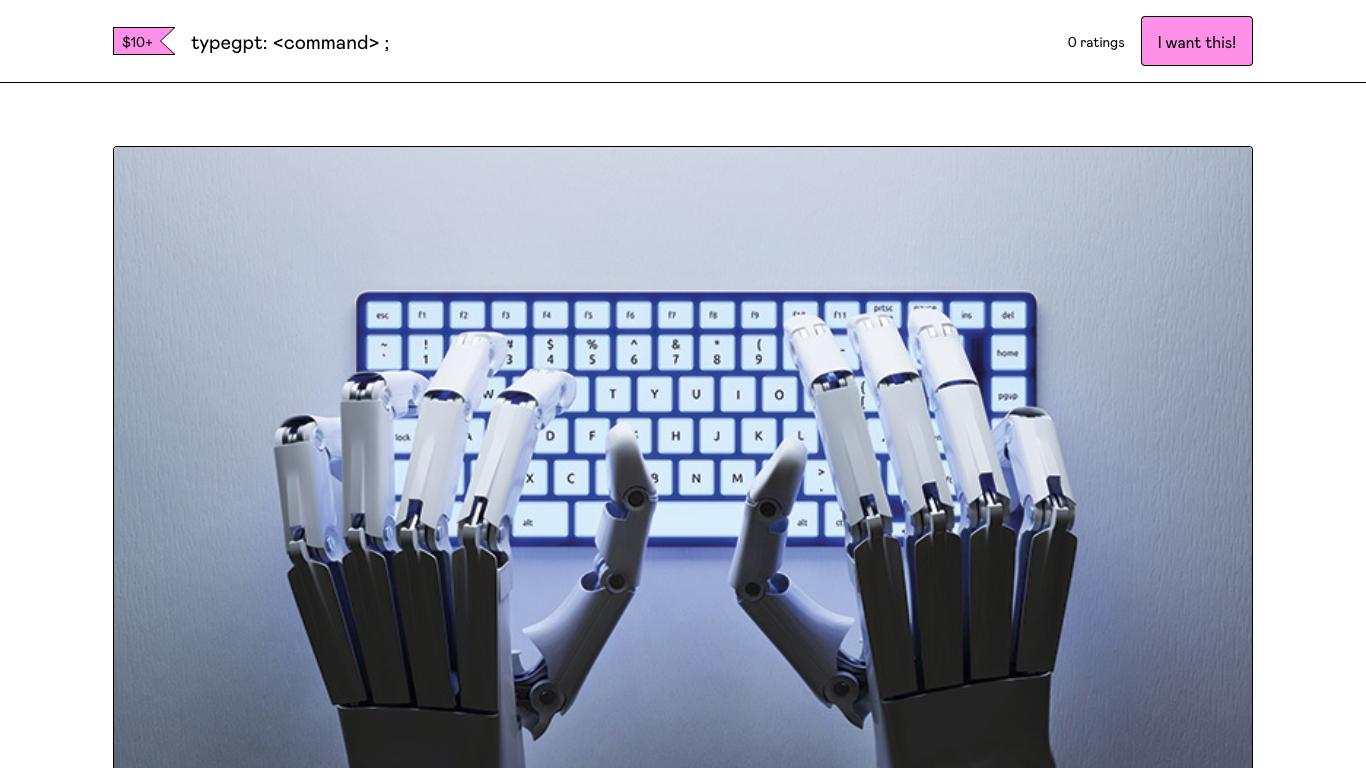 $10+
typegpt: <command> ;
0 ratings
I want this!
esc f1 f2 f3 f4 f5 f6 f7 f8 f9 f11 prtsc ins del
~ ! # $ % ^ & * (
` 1 3 4 5 6 7 8 9 home
W T Y U I O { pgup
[
lock A D F H J K L
X C B N M >
.
alt alt